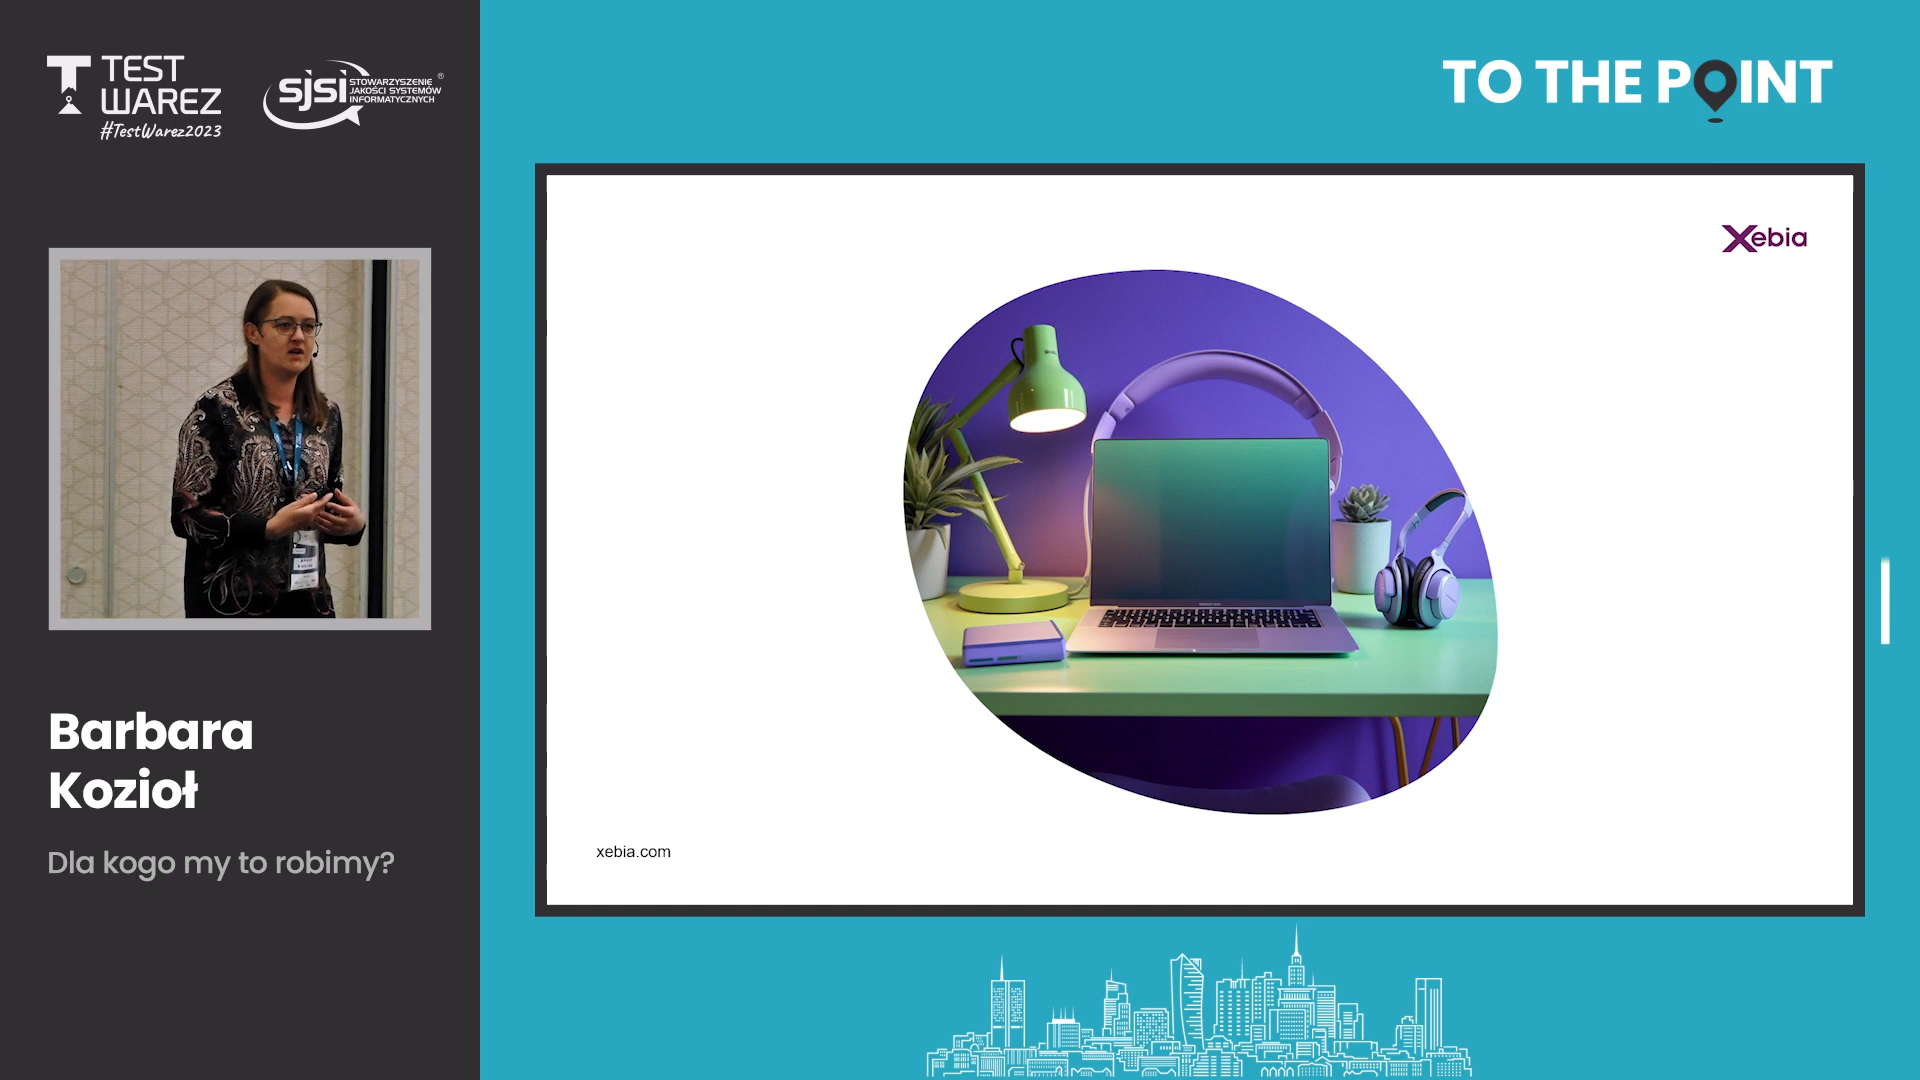 TEST
WAREZ
#TestWarez2023
sjsi
STOWARZYSZENIE
JAKOŚCI SYSTEMÓW
INFORMATYCZNYCH
®
TO THE POINT
Xebia
Barbara
Kozioł
Dla kogo my to robimy?
xebia.com